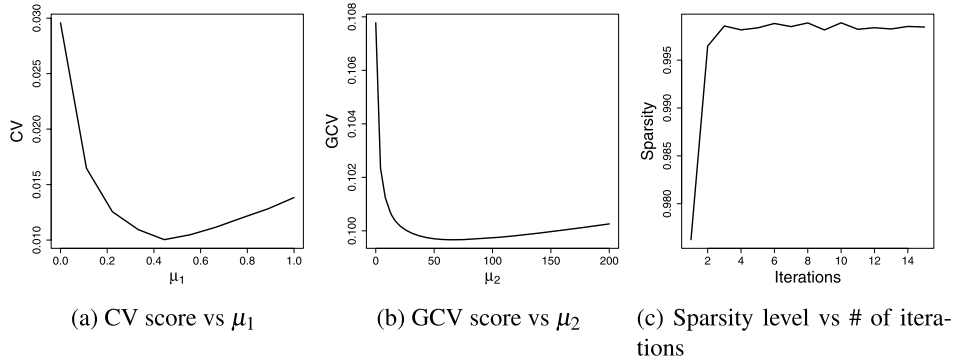 CV
0.010 0.015 0.020 0.025 0.030
0.0 0.2 0.4 0.6 0.8 1.0
μ1
GCV
0.100 0.102 0.104 0.106 0.108
0 50 100 150 200
μ2
Sparsity
0.980 0.985 0.990 0.995
2 4 6 8 10 12 14
Iterations
(a) CV score vs μ1
(b) GCV score vs μ2
(c) Sparsity level vs # of itera-
tions